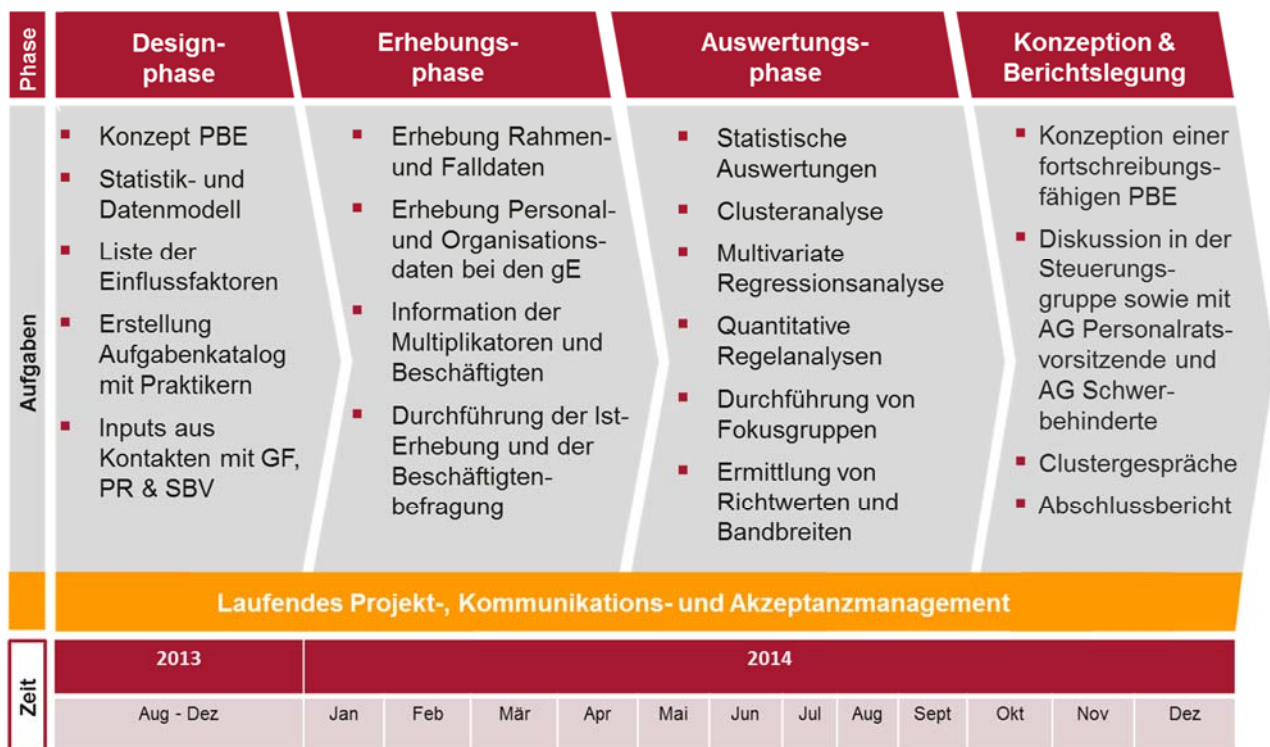 Phase
Design-
phase
Erhebungs-
phase
Auswertungs-
phase
Konzeption &
Berichtslegung
Aufgaben
Konzept PBE
Statistik- und
Datenmodell
Liste der
Einflussfaktoren
Erstellung
Aufgabenkatalog
mit Praktikern
Inputs aus
Kontakten mit GF,
PR & SBV
Erhebung Rahmen-
und Falldaten
Erhebung Personal-
und Organisations-
daten bei den gE
Information der
Multiplikatoren und
Beschäftigten
Durchführung der Ist-
Erhebung und der
Beschäftigten-
befragung
Statistische
Auswertungen
Clusteranalyse
Multivariate
Regressionsanalyse
Quantitative
Regelanalysen
Durchführung von
Fokusgruppen
Ermittlung von
Richtwerten und
Bandbreiten
Konzeption einer
fortschreibungs-
fähigen PBE
Diskussion in der
Steuerungs-
gruppe sowie mit
AG Personalrats-
vorsitzende und
AG Schwer-
behinderte
Clustergespräche
Abschlussbericht
Laufendes Projekt-, Kommunikations- und Akzeptanzmanagement
Zeit
2013
2014
Aug - Dez
Jan
Feb
Mär
Apr
Mai
Jun
Jul
Aug
Sept
Okt
Nov
Dez